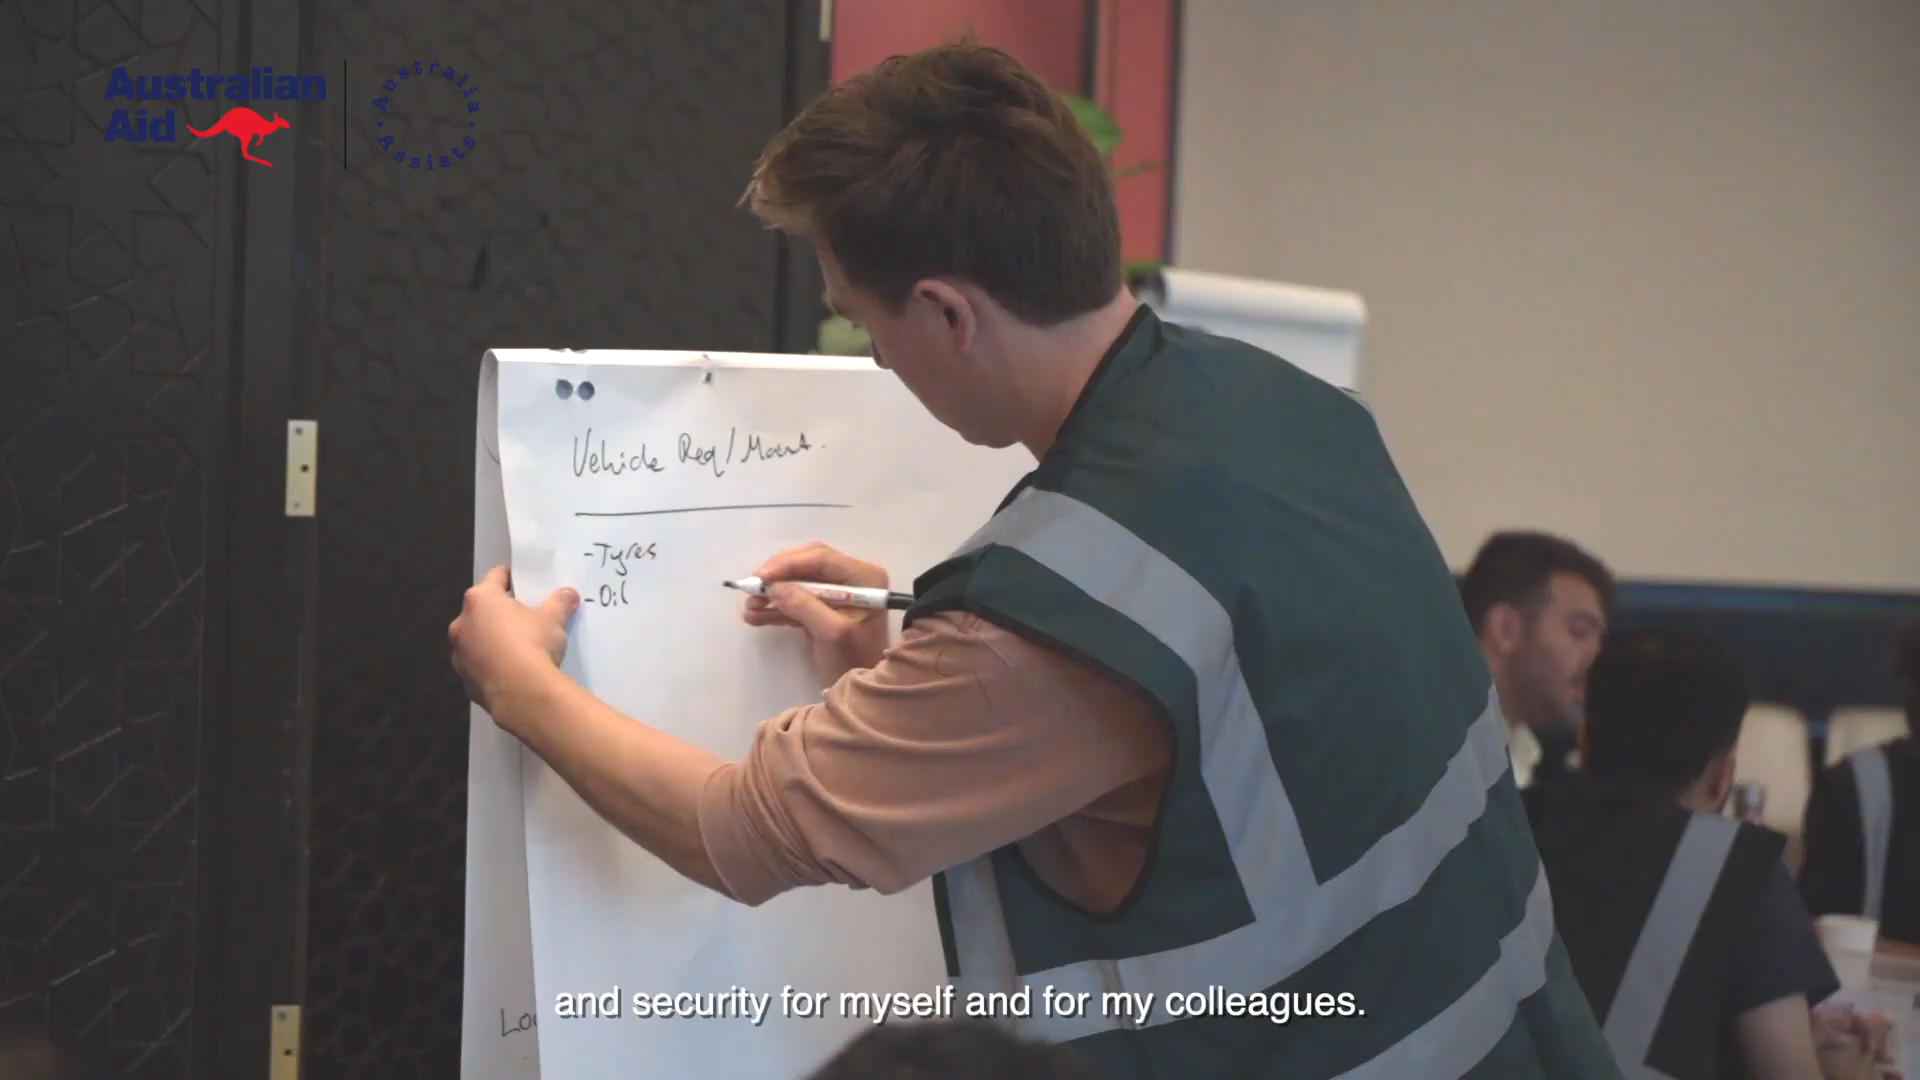 Australian
Aid
· Australia ·
Assists
Vehicle Req/Maint.
-Tyres
-Oil
and security for myself and for my colleagues.